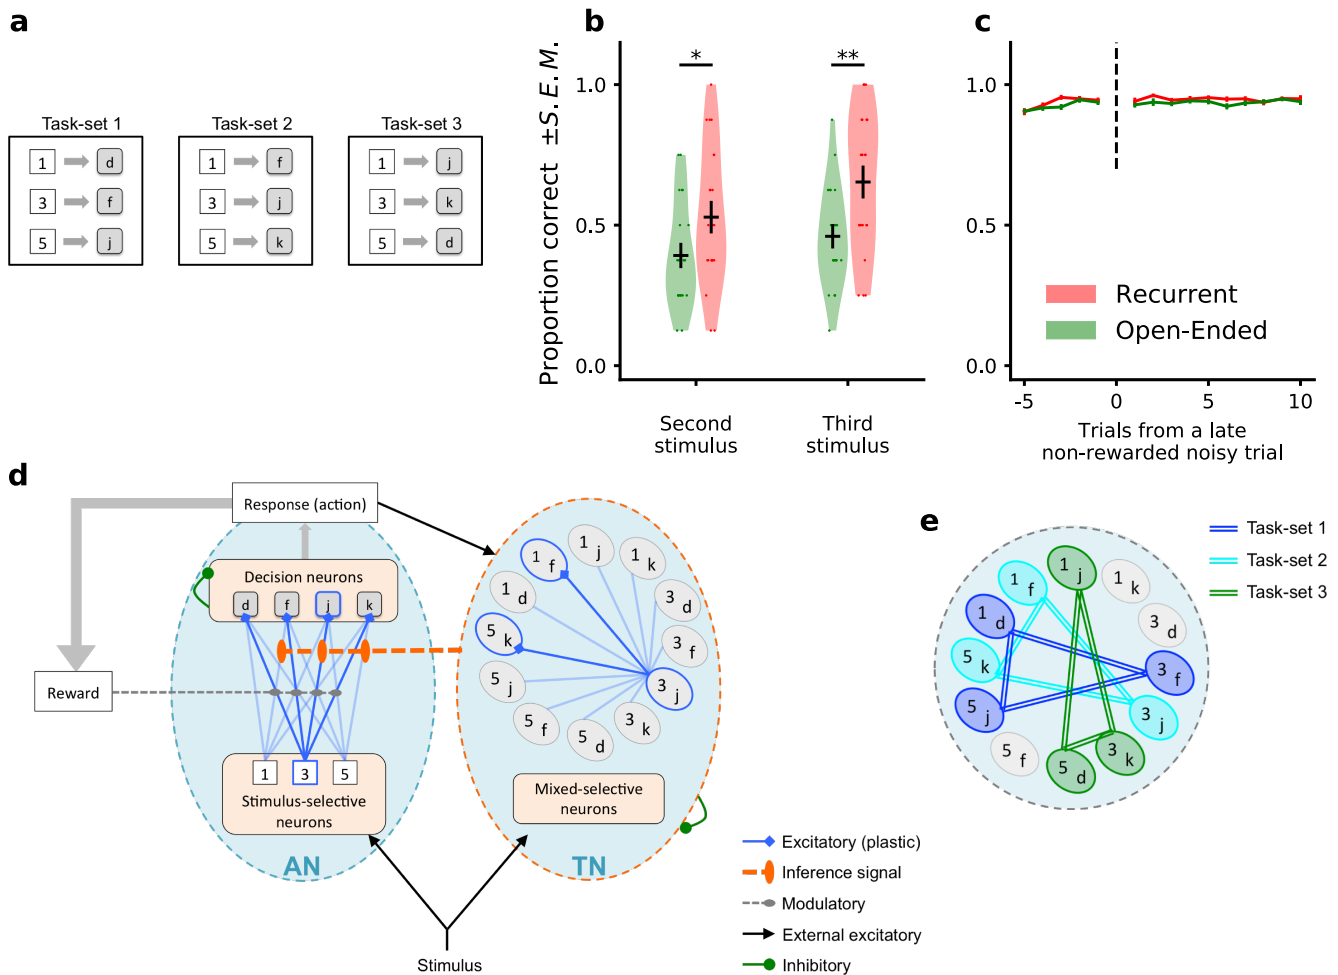 a
Task-set 1
1 d
3 f
5 j
Task-set 2
1 f
3 j
5 k
Task-set 3
1 j
3 k
5 d
b
Proportion correct ±S.E.M.
1.0
0.5
0.0
*
**
Second
stimulus
Third
stimulus
c
1.0
0.5
0.0
Recurrent
Open-Ended
-5 0 5 10
Trials from a late
non-rewarded noisy trial
d
Response (action)
Decision neurons
d f j k
Reward
1 3 5
Stimulus-selective
neurons
AN
1 f
1 j
1 k
1 d
3 d
5 k
3 f
5 j
3 j
5 f
5 d
3 k
Mixed-selective
neurons
TN
Stimulus
Excitatory (plastic)
Inference signal
Modulatory
External excitatory
Inhibitory
e
1 f
1 j
1 k
1 d
3 d
5 k
3 f
5 j
3 j
5 f
5 d
3 k
Task-set 1
Task-set 2
Task-set 3